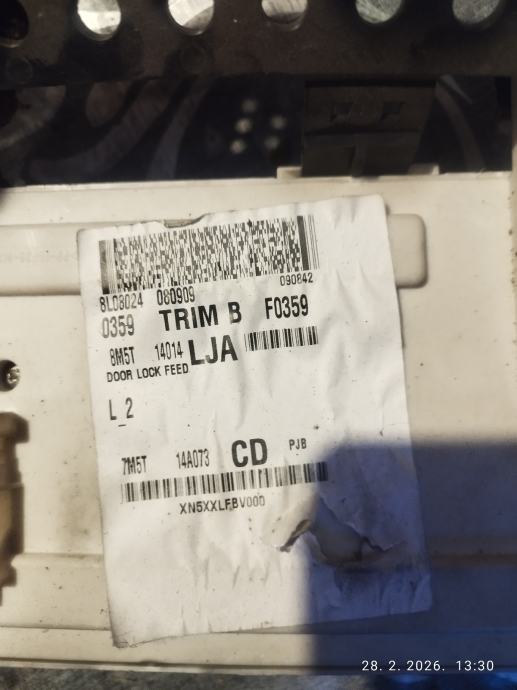 090842
8L08024 080909
0359 TRIM B F0359
8M5T 14014 LJA
DOOR LOCK FEED
L_2
7M5T 14A073 CD PJB
XN5XXLFBV000
28. 2. 2026. 13:30